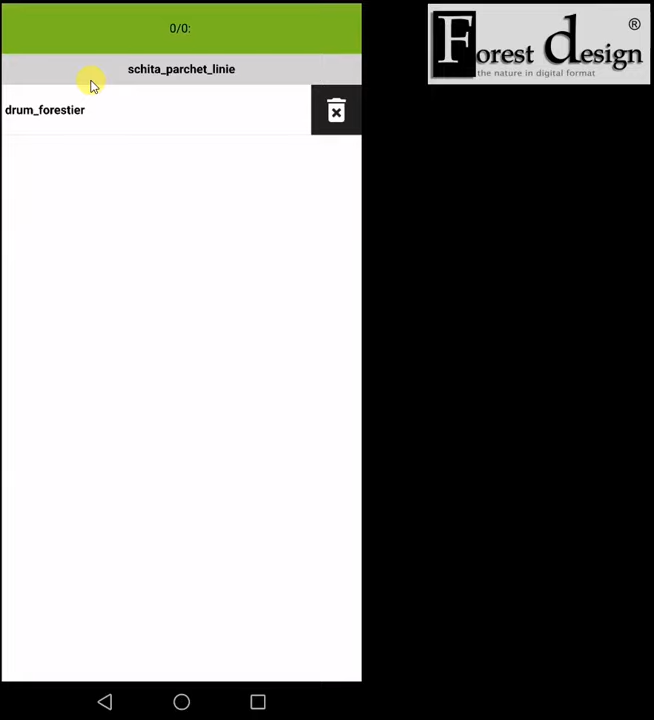 0/0:
schita_parchet_linie
drum_forestier
Forest design ®
the nature in digital format